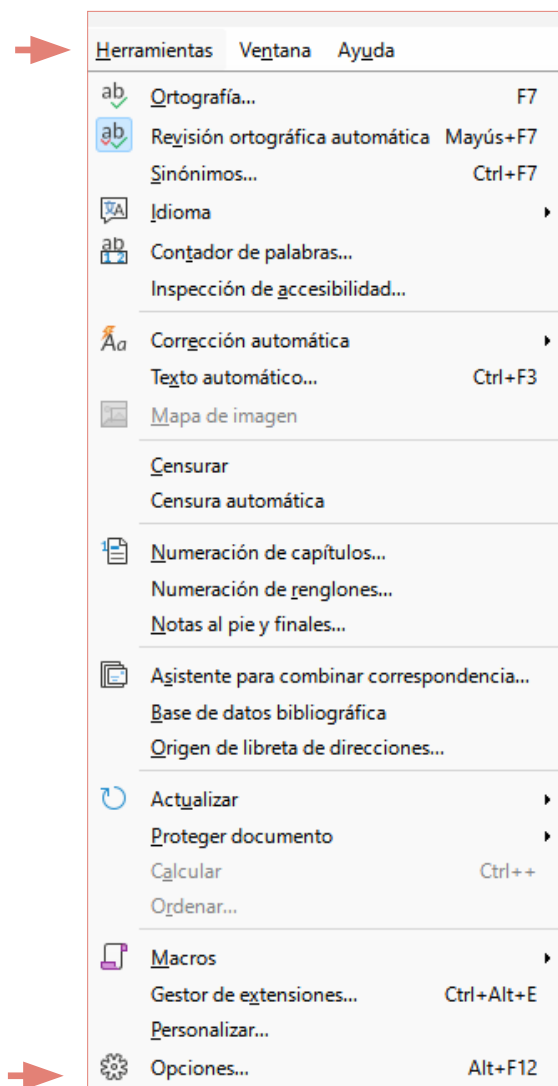 Herramientas Ventana Ayuda
Ortografía... F7
Revisión ortográfica automática Mayús+F7
Sinónimos... Ctrl+F7
Idioma
Contador de palabras...
Inspección de accesibilidad...
Corrección automática
Texto automático... Ctrl+F3
Mapa de imagen
Censurar
Censura automática
Numeración de capítulos...
Numeración de renglones...
Notas al pie y finales...
Asistente para combinar correspondencia...
Base de datos bibliográfica
Origen de libreta de direcciones...
Actualizar
Proteger documento
Calcular Ctrl++
Ordenar...
Macros
Gestor de extensiones... Ctrl+Alt+E
Personalizar...
Opciones... Alt+F12